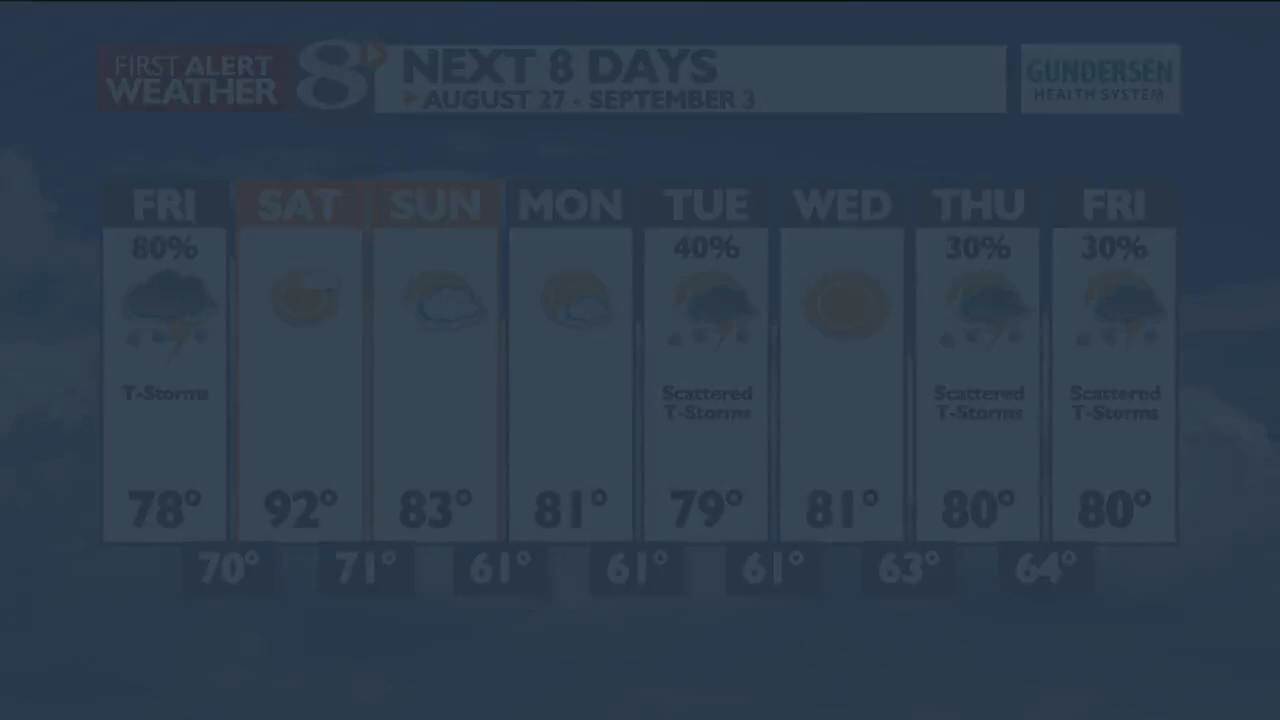 FIRST ALERT
WEATHER
8
NEXT 8 DAYS
AUGUST 27 - SEPTEMBER 3
GUNDERSEN
HEALTH SYSTEM
FRI SAT SUN MON TUE WED THU FRI
80% 40% 30% 30%
T-Storms Scattered Scattered Scattered
T-Storms T-Storms T-Storms
78° 92° 83° 81° 79° 81° 80° 80°
70° 71° 61° 61° 61° 63° 64°